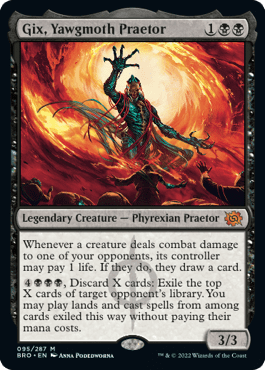 Gix, Yawgmoth Praetor 1
Legendary Creature — Phyrexian Praetor
Whenever a creature deals combat damage
to one of your opponents, its controller
may pay 1 life. If they do, they draw a card.
4, Discard X cards: Exile the top
X cards of target opponent's library. You
may play lands and cast spells from among
cards exiled this way without paying their
mana costs.
3/3
095/287 M
BRO • EN Anna Podedworna
™ & © 2022 Wizards of the Coast